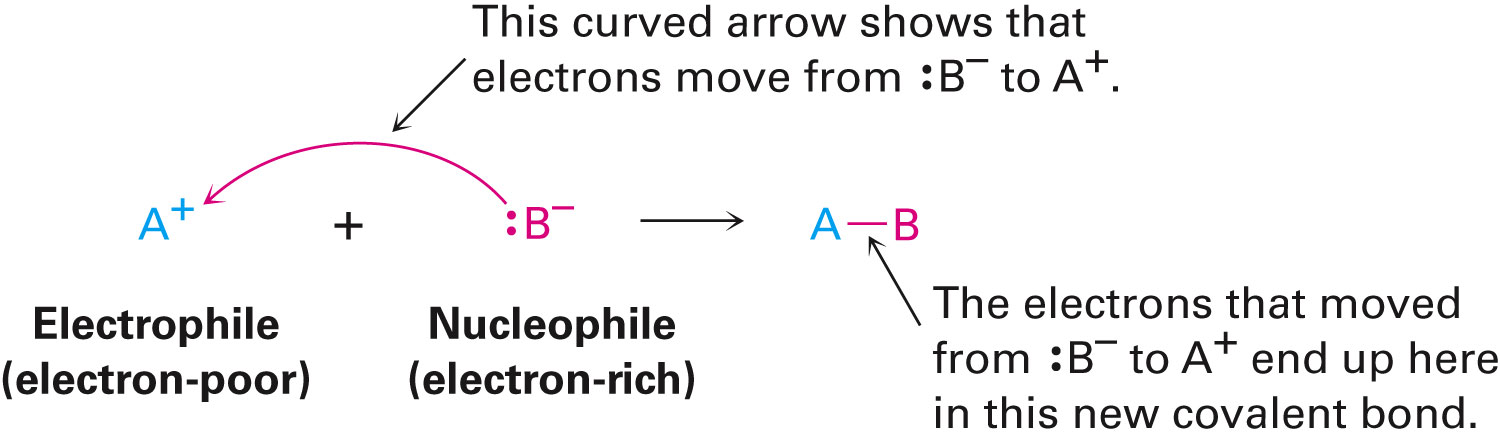 This curved arrow shows that
electrons move from :B⁻ to A⁺.
A⁺ + :B⁻ → A—B
Electrophile
(electron-poor)
Nucleophile
(electron-rich)
The electrons that moved
from :B⁻ to A⁺ end up here
in this new covalent bond.